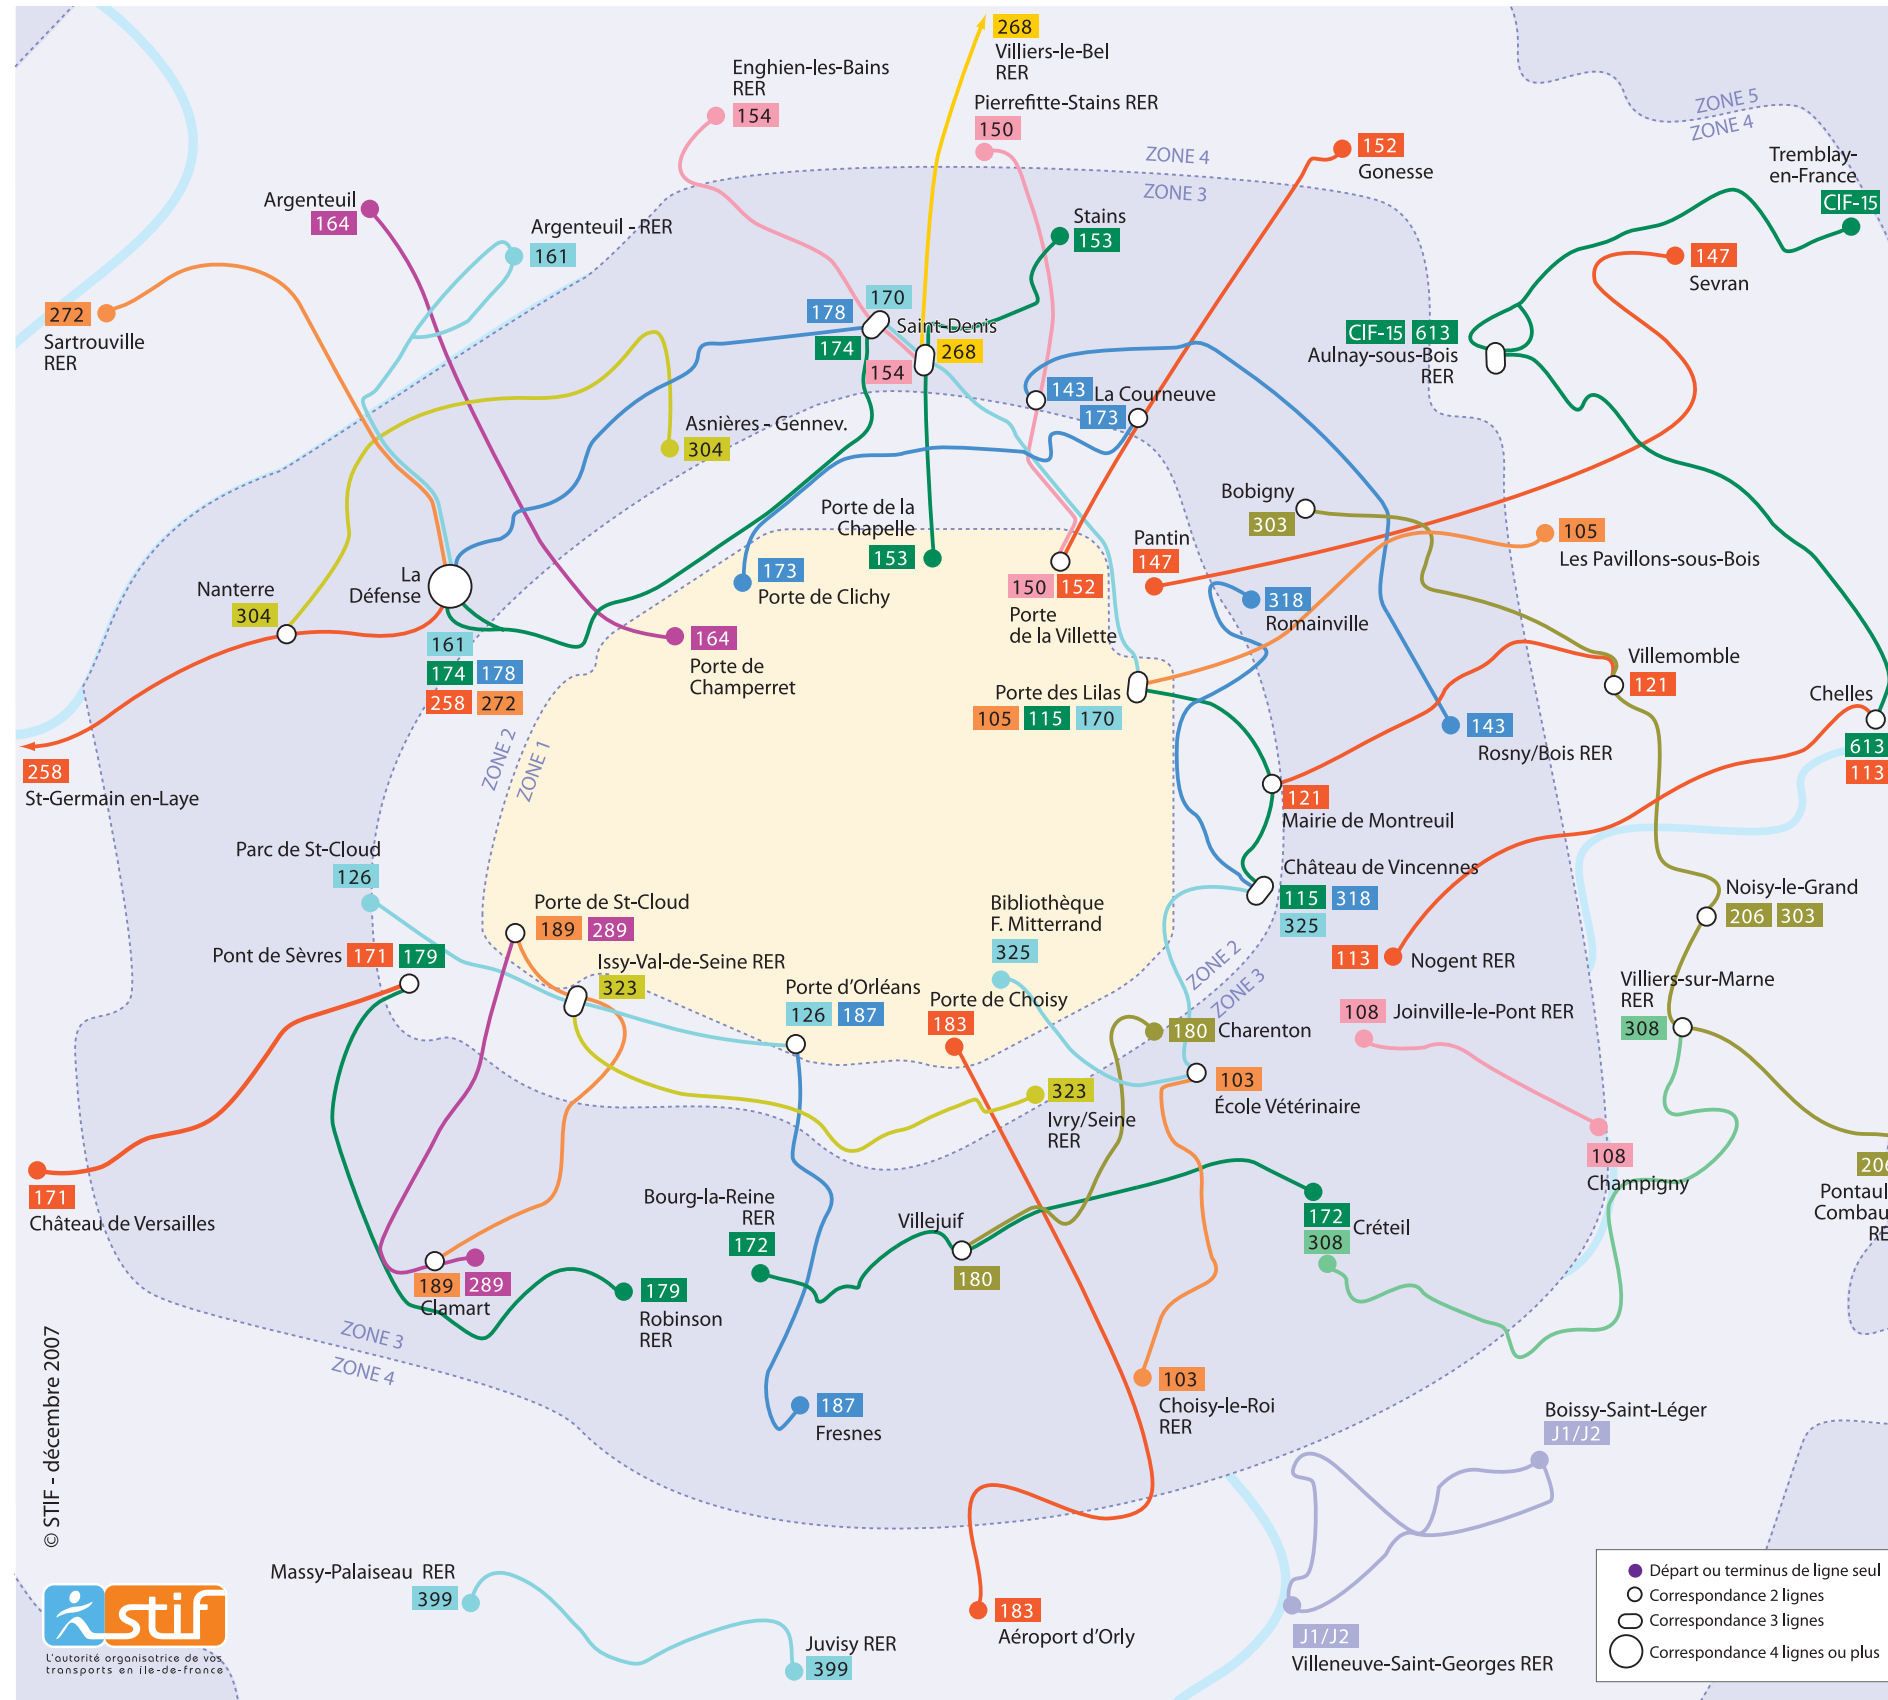 268
Villiers-le-Bel
RER
Enghien-les-Bains
RER
154
Pierrefitte-Stains RER
150
ZONE 5
ZONE 4
ZONE 4
ZONE 3
152
Gonesse
Tremblay-
en-France
CIF-15
Argenteuil
164
Argenteuil - RER
161
Stains
153
147
Sevran
272
Sartrouville
RER
178
170
Saint-Denis
174
154
268
CIF-15 613
Aulnay-sous-Bois
RER
143
La Courneuve
173
Asnières - Gennev.
304
Bobigny
303
Porte de la
Chapelle
153
Pantin
147
105
Les Pavillons-sous-Bois
173
Porte de Clichy
La
Défense
Nanterre
304
150 152
Porte
de la Villette
318
Romainville
161
174 178
258 272
164
Porte de
Champerret
Villemomble
121
Porte des Lilas
105 115 170
Chelles
613
113
143
Rosny/Bois RER
ZONE 2
ZONE 1
258
St-Germain en-Laye
121
Mairie de Montreuil
Parc de St-Cloud
126
Château de Vincennes
115 318
325
Noisy-le-Grand
206 303
Porte de St-Cloud
189 289
Bibliothèque
F. Mitterrand
325
Pont de Sèvres 171 179
Issy-Val-de-Seine RER
323
113 Nogent RER
ZONE 2
ZONE 3
Porte d'Orléans
126 187
Porte de Choisy
183
Villiers-sur-Marne
RER
308
108 Joinville-le-Pont RER
180 Charenton
323
Ivry/Seine
RER
103
École Vétérinaire
108
Champigny
206
Pontaul
Combau
RE
171
Château de Versailles
Bourg-la-Reine
RER
172
Villejuif
180
172
308
Créteil
189 289
Clamart
179
Robinson
RER
ZONE 3
ZONE 4
103
Choisy-le-Roi
RER
187
Fresnes
Boissy-Saint-Léger
J1/J2
© STIF - décembre 2007
Massy-Palaiseau RER
399
183
Aéroport d'Orly
Juvisy RER
399
J1/J2
Villeneuve-Saint-Georges RER
stif
L'autorité organisatrice de vos
transports en île-de-france
Départ ou terminus de ligne seul
Correspondance 2 lignes
Correspondance 3 lignes
Correspondance 4 lignes ou plus